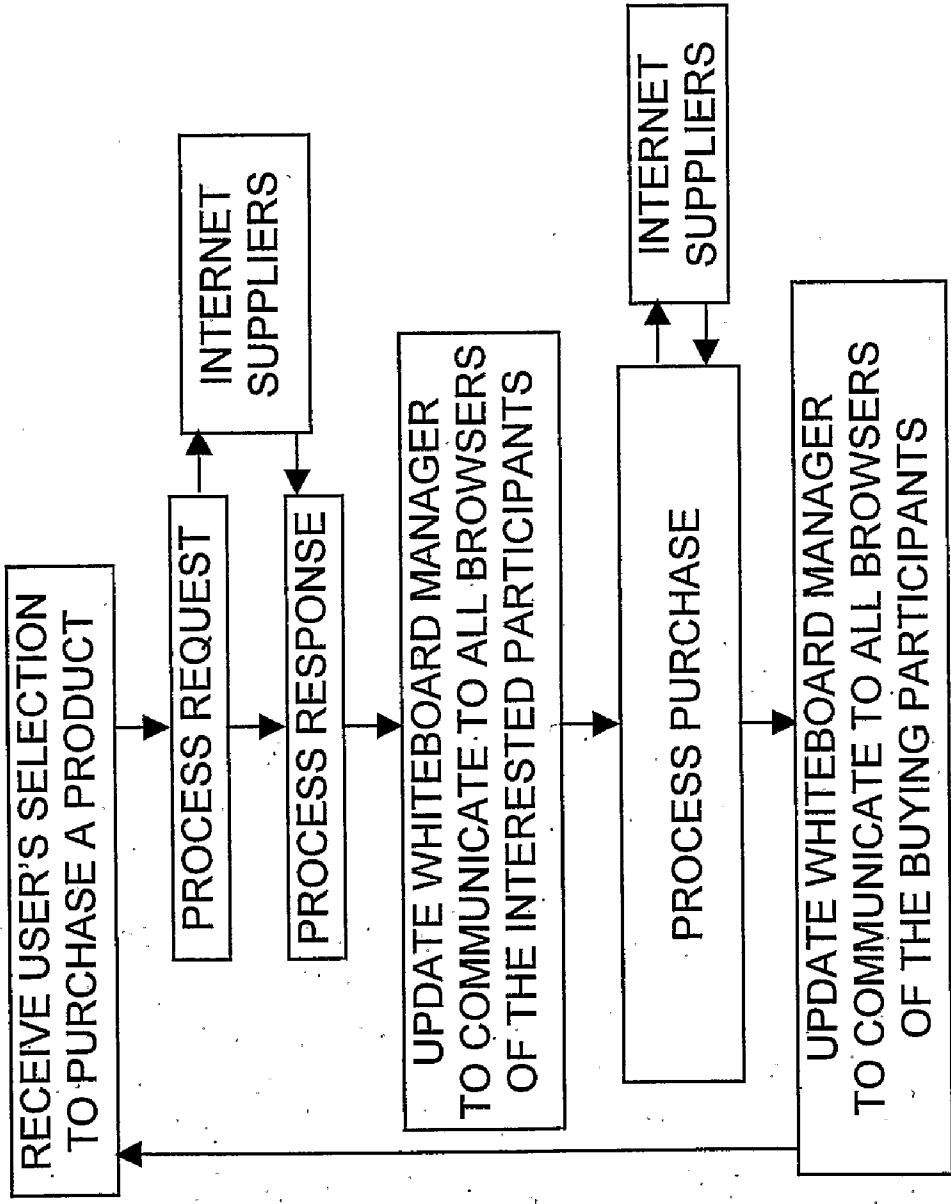 RECEIVE USER'S SELECTION
TO PURCHASE A PRODUCT
PROCESS REQUEST
INTERNET
SUPPLIERS
PROCESS RESPONSE
UPDATE WHITEBOARD MANAGER
TO COMMUNICATE TO ALL BROWSERS
OF THE INTERESTED PARTICIPANTS
PROCESS PURCHASE
INTERNET
SUPPLIERS
UPDATE WHITEBOARD MANAGER
TO COMMUNICATE TO ALL BROWSERS
OF THE BUYING PARTICIPANTS